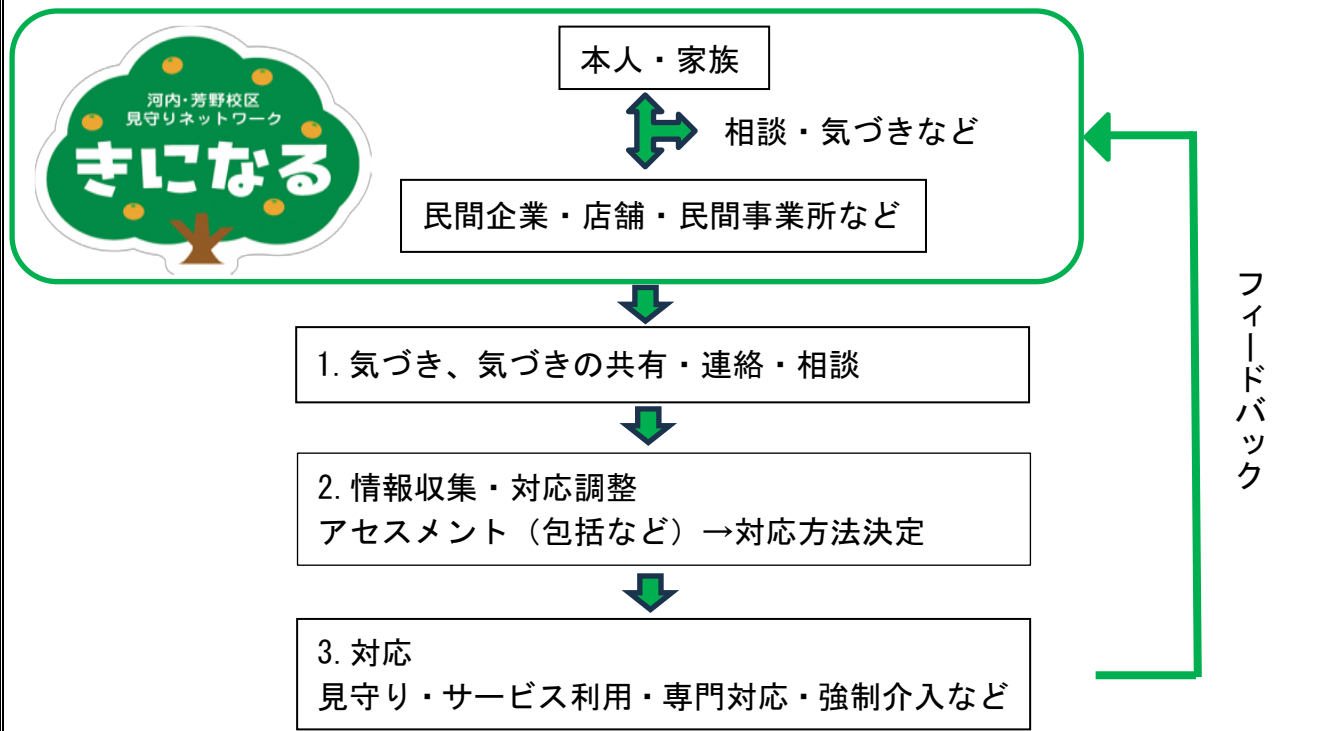 河内・芳野校区
見守りネットワーク
きになる
本人・家族
相談・気づきなど
民間企業・店舗・民間事業所など
1.気づき、気づきの共有・連絡・相談
2.情報収集・対応調整
アセスメント（包括など）→対応方法決定
3.対応
見守り・サービス利用・専門対応・強制介入など
フィードバック